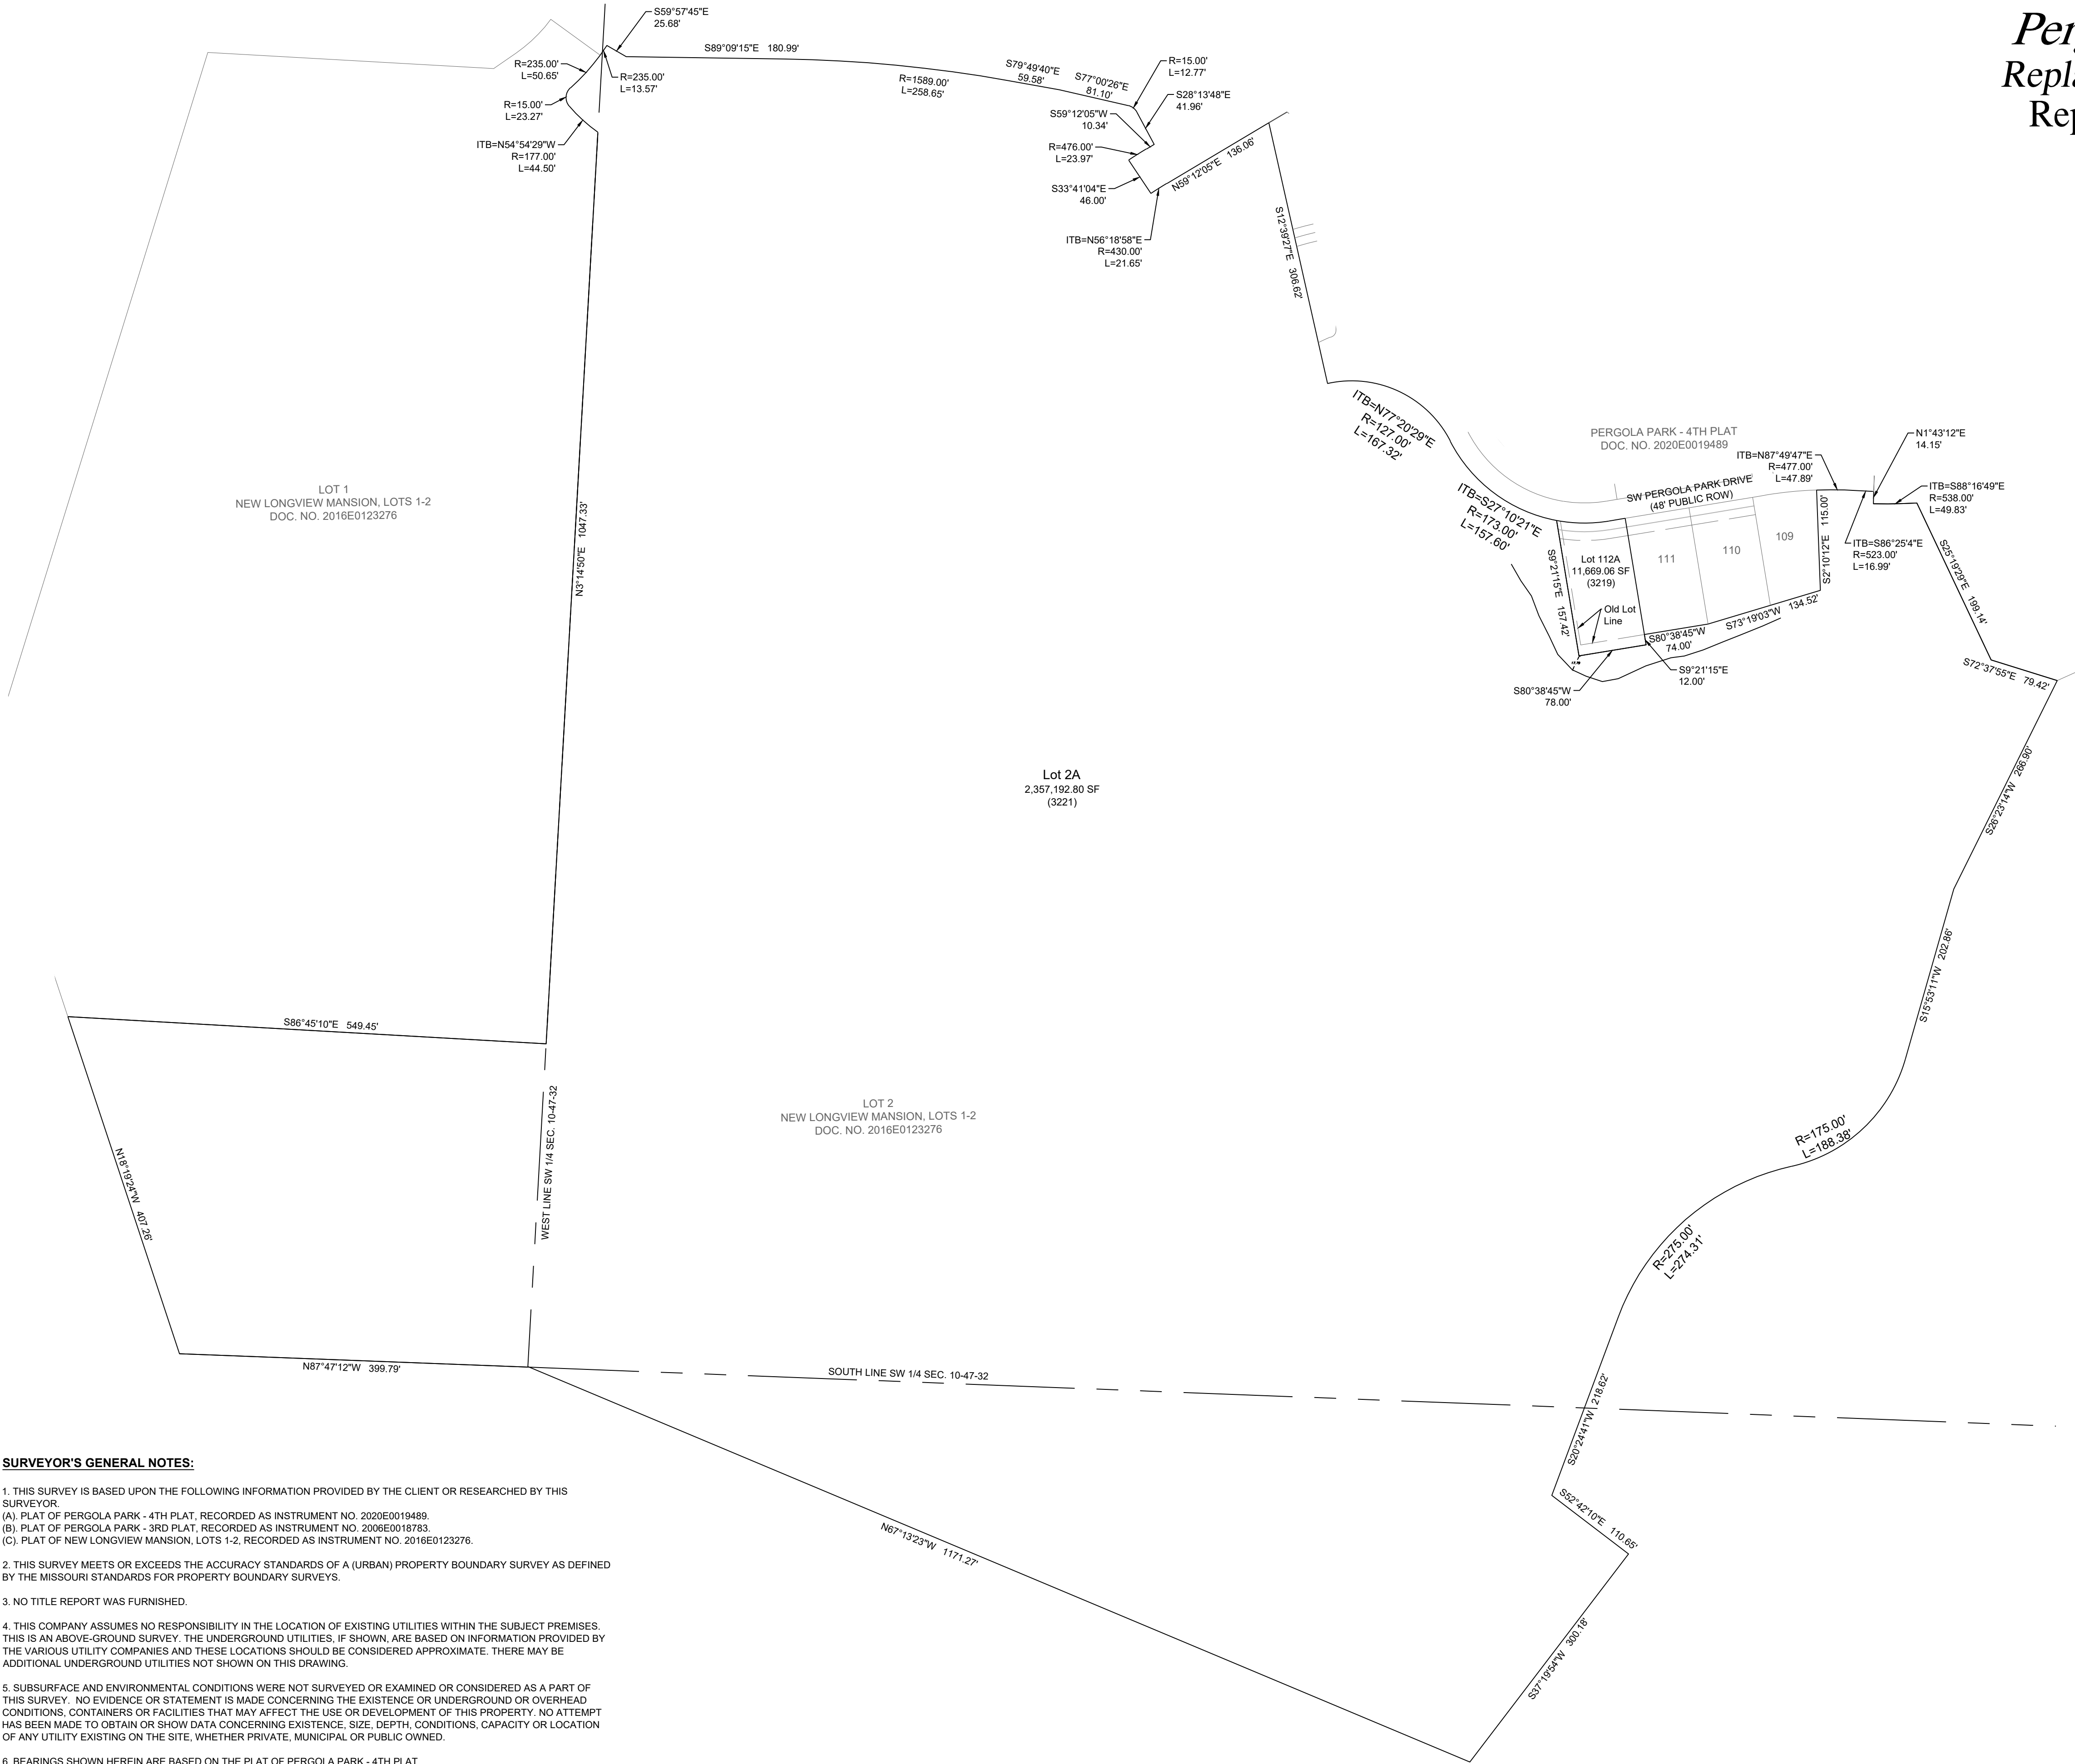 S59°57'45"E
25.68'
S89°09'15"E 180.99'
R=235.00'
L=50.65'
R=235.00'
L=13.57'
R=15.00'
L=23.27'
ITB=N54°54'29"W
R=177.00'
L=44.50'
R=1589.00'
L=258.65'
S79°49'40"E
59.58'
S77°00'26"E
81.10'
R=15.00'
L=12.77'
S28°13'48"E
41.96'
S59°12'05"W
10.34'
R=476.00'
L=23.97'
S33°41'04"E
46.00'
N59°12'05"E 136.06'
ITB=N56°18'58"E
R=430.00'
L=21.65'
S12°39'27"E 306.62'
ITB=N77°20'29"E
R=127.00'
L=167.32'
PERGOLA PARK - 4TH PLAT
DOC. NO. 2020E0019489
N1°43'12"E
14.15'
ITB=N87°49'47"E
R=477.00'
L=47.89'
ITB=S88°16'49"E
R=538.00'
L=49.83'
SW PERGOLA PARK DRIVE
(48' PUBLIC ROW)
ITB=S27°10'21"E
R=173.00'
L=157.60'
S2°10'12"E 115.00'
ITB=S86°25'4"E
R=523.00'
L=16.99'
109
110
111
Lot 112A
11,669.06 SF
(3219)
S9°21'15"E 157.42'
Old Lot
Line
S80°38'45"W
74.00'
S73°19'03"W 134.52'
S9°21'15"E
12.00'
S80°38'45"W
78.00'
S25°19'29"E 199.14'
S72°37'55"E 79.42'
S26°23'14"W 266.90'
S15°53'11"W 202.86'
LOT 1
NEW LONGVIEW MANSION, LOTS 1-2
DOC. NO. 2016E0123276
N3°14'50"E 1047.33'
Lot 2A
2,357,192.80 SF
(3221)
S86°45'10"E 549.45'
WEST LINE SW 1/4 SEC. 10-47-32
LOT 2
NEW LONGVIEW MANSION, LOTS 1-2
DOC. NO. 2016E0123276
R=175.00'
L=188.38'
R=275.00'
L=274.31'
N18°19'24"W 407.26'
N87°47'12"W 399.79'
SOUTH LINE SW 1/4 SEC. 10-47-32
S20°24'41"W 218.62'
S52°42'10"E 110.65'
N67°13'23"W 1171.27'
S37°19'54"W 300.18'
SURVEYOR'S GENERAL NOTES:
1. THIS SURVEY IS BASED UPON THE FOLLOWING INFORMATION PROVIDED BY THE CLIENT OR RESEARCHED BY THIS
SURVEYOR.
(A). PLAT OF PERGOLA PARK - 4TH PLAT, RECORDED AS INSTRUMENT NO. 2020E0019489.
(B). PLAT OF PERGOLA PARK - 3RD PLAT, RECORDED AS INSTRUMENT NO. 2006E0018783.
(C). PLAT OF NEW LONGVIEW MANSION, LOTS 1-2, RECORDED AS INSTRUMENT NO. 2016E0123276.
2. THIS SURVEY MEETS OR EXCEEDS THE ACCURACY STANDARDS OF A (URBAN) PROPERTY BOUNDARY SURVEY AS DEFINED
BY THE MISSOURI STANDARDS FOR PROPERTY BOUNDARY SURVEYS.
3. NO TITLE REPORT WAS FURNISHED.
4. THIS COMPANY ASSUMES NO RESPONSIBILITY IN THE LOCATION OF EXISTING UTILITIES WITHIN THE SUBJECT PREMISES.
THIS IS AN ABOVE-GROUND SURVEY. THE UNDERGROUND UTILITIES, IF SHOWN, ARE BASED ON INFORMATION PROVIDED BY
THE VARIOUS UTILITY COMPANIES AND THESE LOCATIONS SHOULD BE CONSIDERED APPROXIMATE. THERE MAY BE
ADDITIONAL UNDERGROUND UTILITIES NOT SHOWN ON THIS DRAWING.
5. SUBSURFACE AND ENVIRONMENTAL CONDITIONS WERE NOT SURVEYED OR EXAMINED OR CONSIDERED AS A PART OF
THIS SURVEY. NO EVIDENCE OR STATEMENT IS MADE CONCERNING THE EXISTENCE OR UNDERGROUND OR OVERHEAD
CONDITIONS, CONTAINERS OR FACILITIES THAT MAY AFFECT THE USE OR DEVELOPMENT OF THIS PROPERTY. NO ATTEMPT
HAS BEEN MADE TO OBTAIN OR SHOW DATA CONCERNING EXISTENCE, SIZE, DEPTH, CONDITIONS, CAPACITY OR LOCATION
OF ANY UTILITY EXISTING ON THE SITE, WHETHER PRIVATE, MUNICIPAL OR PUBLIC OWNED.
6. BEARINGS SHOWN HEREIN ARE BASED ON THE PLAT OF PERGOLA PARK - 4TH PLAT